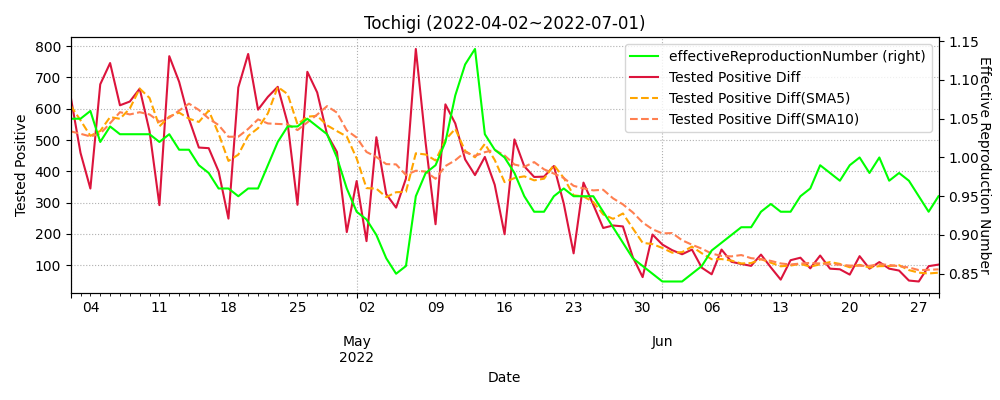 Tochigi (2022-04-02~2022-07-01)
effectiveReproductionNumber (right)
Tested Positive Diff
Tested Positive Diff(SMA5)
Tested Positive Diff(SMA10)
Tested Positive
800
700
600
500
400
300
200
100
1.15
1.10
1.05
1.00
0.95
0.90
0.85
Effective Reproduction Number
04 11 18 25 02 09 16 23 30 06 13 20 27
May Jun
2022
Date